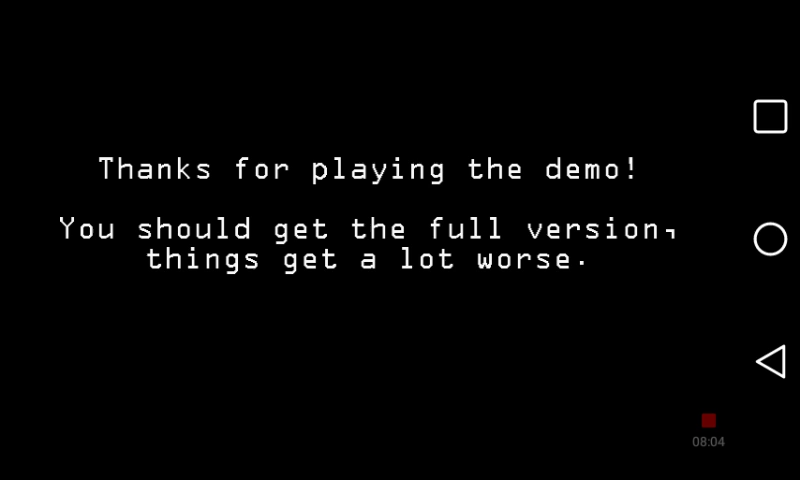 Thanks for playing the demo!
You should get the full version,
things get a lot worse.
08:04